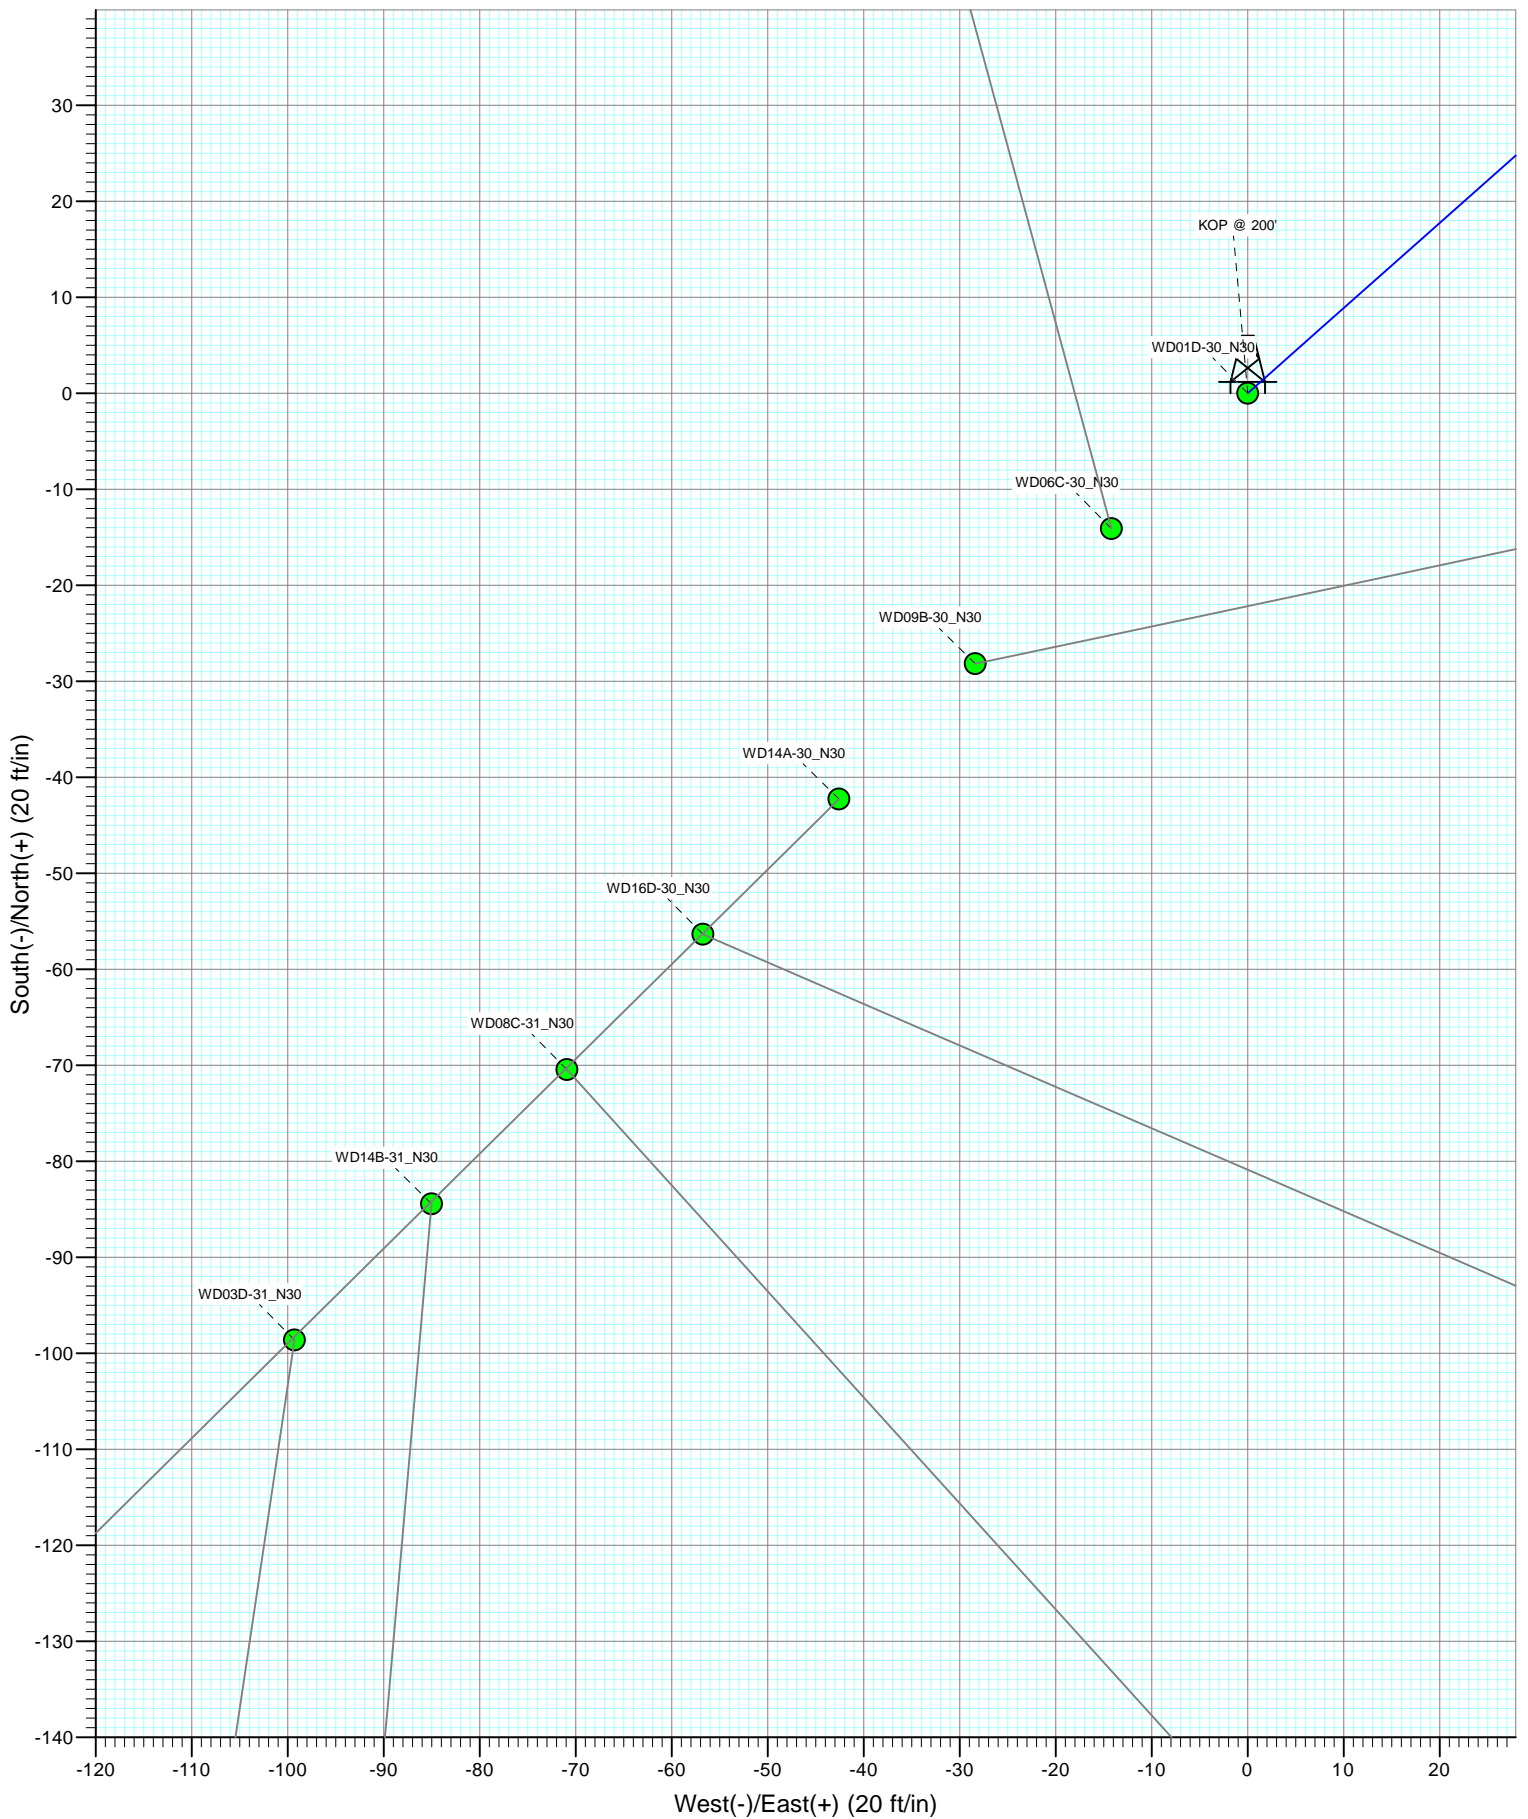 30
20
10
0
-10
-20
-30
-40
-50
-60
-70
-80
-90
-100
-110
-120
-130
-140
South(-)/North(+) (20 ft/in)
KOP @ 200'
WD01D-30_N30
WD06C-30_N30
WD09B-30_N30
WD14A-30_N30
WD16D-30_N30
WD08C-31_N30
WD14B-31_N30
WD03D-31_N30
-120 -110 -100 -90 -80 -70 -60 -50 -40 -30 -20 -10 0 10 20
West(-)/East(+) (20 ft/in)